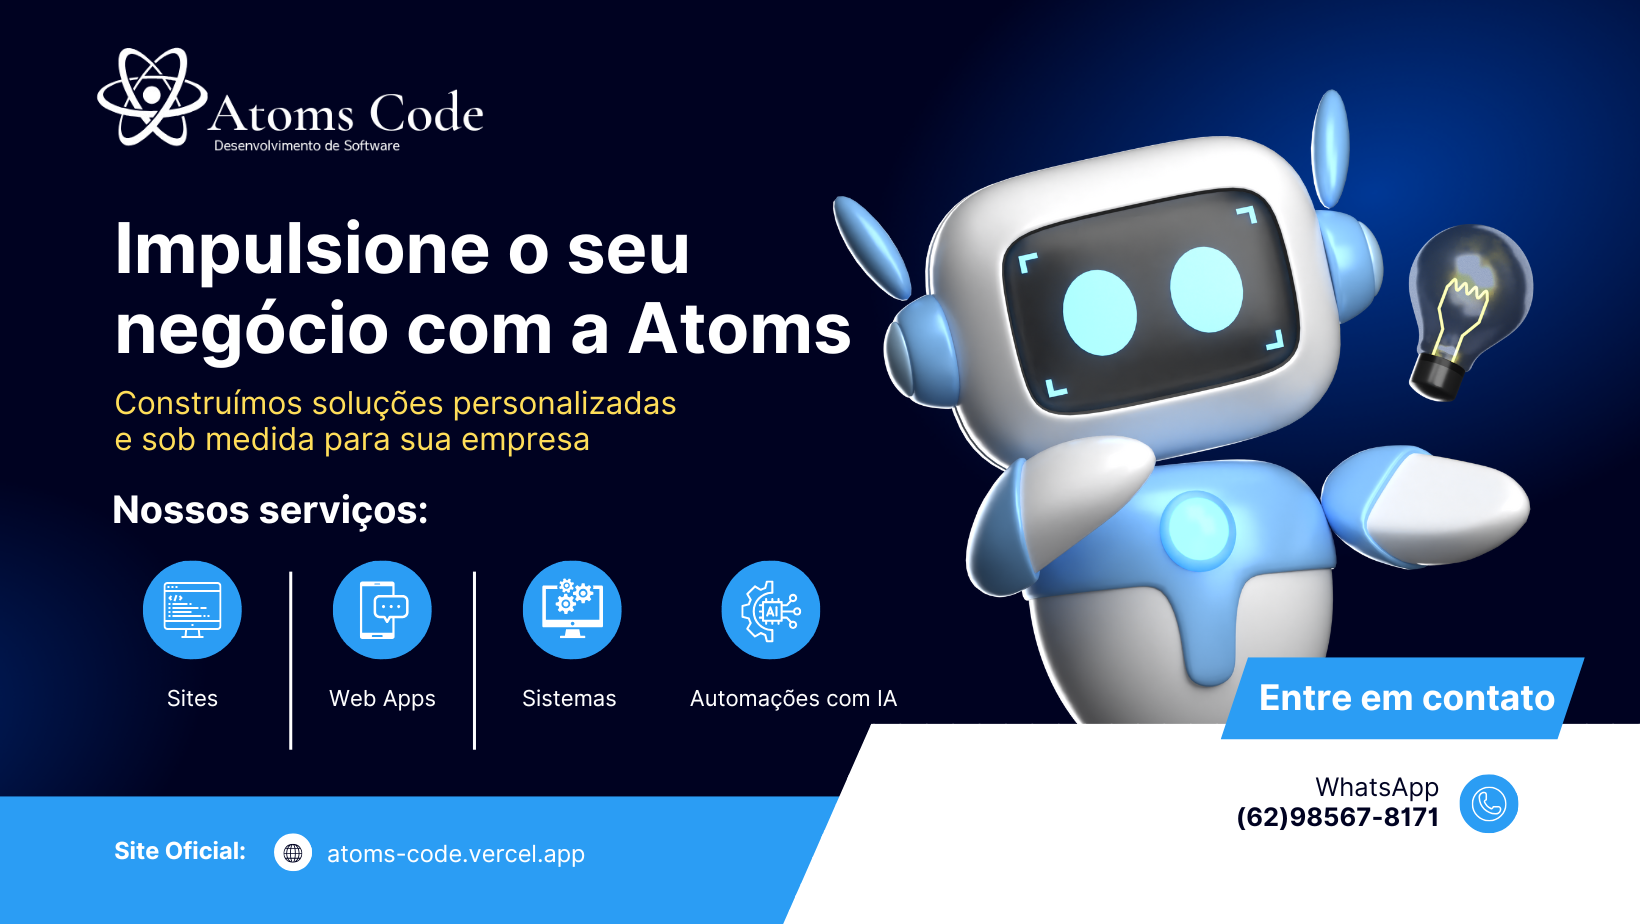 Atoms Code
Desenvolvimento de Software
Impulsione o seu
negócio com a Atoms
Construímos soluções personalizadas
e sob medida para sua empresa
Nossos serviços:
</>
AI
Sites
Web Apps
Sistemas
Automações com IA
Entre em contato
WhatsApp
(62)98567-8171
Site Oficial:
atoms-code.vercel.app